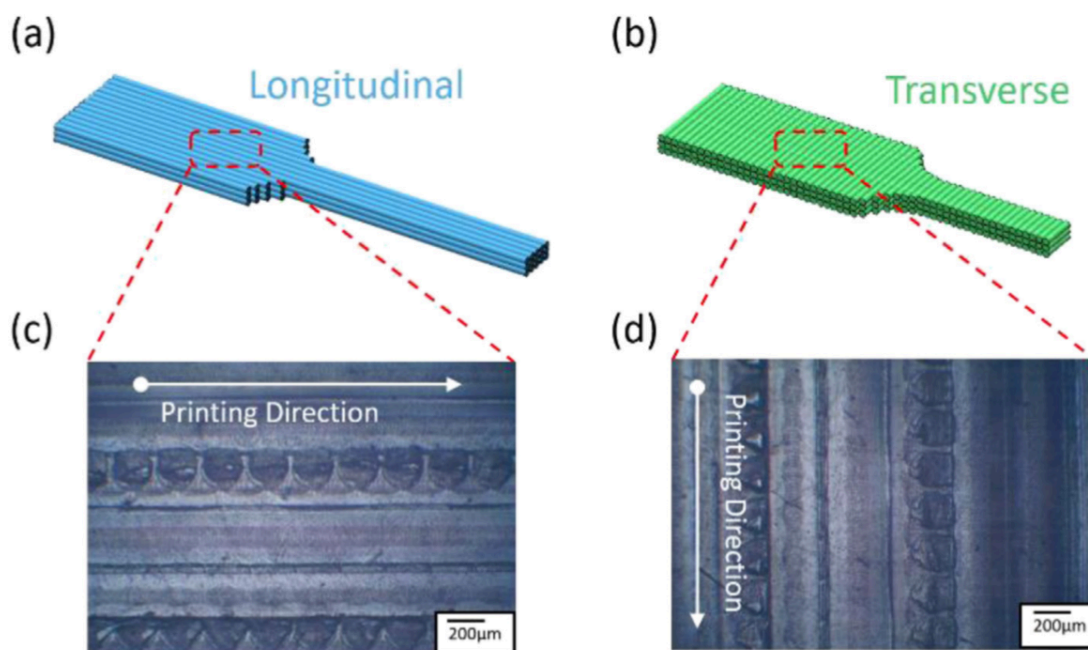 (a)
Longitudinal
(b)
Transverse
(c)
Printing Direction
200μm
(d)
Printing Direction
200μm